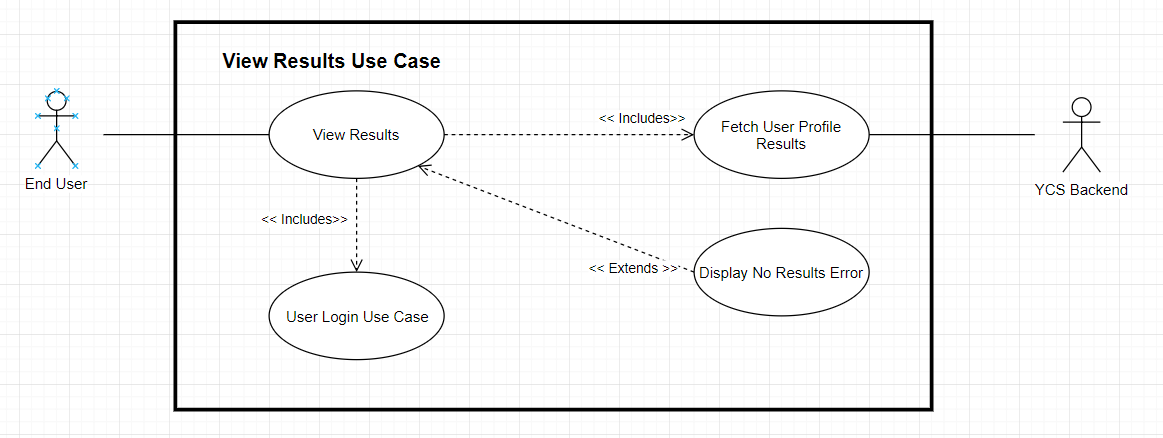 View Results Use Case
View Results
<< Includes>>
Fetch User Profile
Results
End User
YCS Backend
<< Includes>>
<< Extends >>
Display No Results Error
User Login Use Case